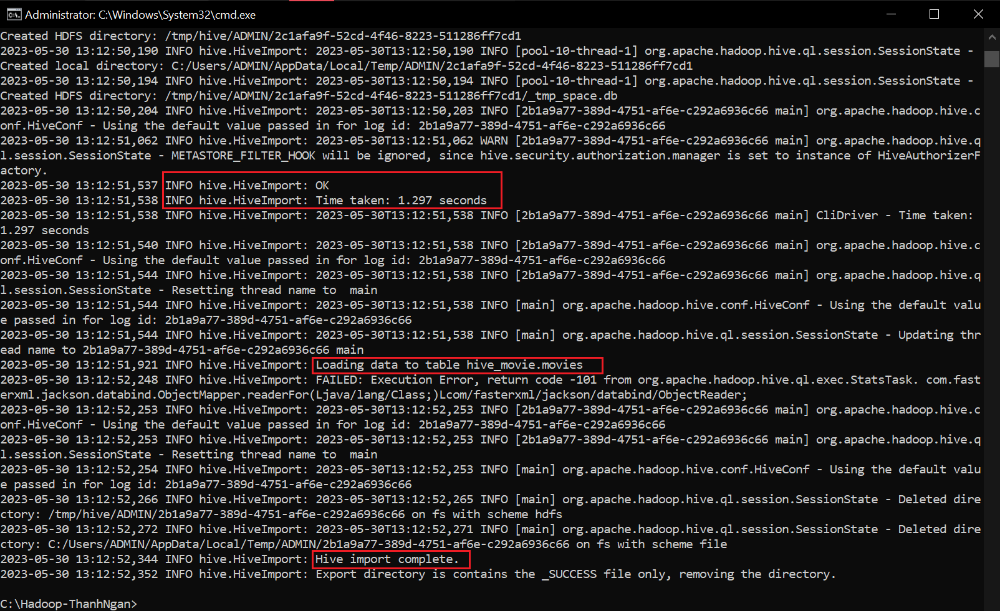 Administrator: C:\Windows\System32\cmd.exe
Created HDFS directory: /tmp/hive/ADMIN/2c1afa9f-52cd-4f46-8223-511286ff7cd1
2023-05-30 13:12:50,190 INFO hive.HiveImport: 2023-05-30T13:12:50,190 INFO [pool-10-thread-1] org.apache.hadoop.hive.ql.session.SessionState -
Created local directory: C:/Users/ADMIN/AppData/Local/Temp/ADMIN/2c1afa9f-52cd-4f46-8223-511286ff7cd1
2023-05-30 13:12:50,194 INFO hive.HiveImport: 2023-05-30T13:12:50,194 INFO [pool-10-thread-1] org.apache.hadoop.hive.ql.session.SessionState -
Created HDFS directory: /tmp/hive/ADMIN/2c1afa9f-52cd-4f46-8223-511286ff7cd1/_tmp_space.db
2023-05-30 13:12:50,204 INFO hive.HiveImport: 2023-05-30T13:12:50,203 INFO [2b1a9a77-389d-4751-af6e-c292a6936c66 main] org.apache.hadoop.hive.c
onf.HiveConf - Using the default value passed in for log id: 2b1a9a77-389d-4751-af6e-c292a6936c66
2023-05-30 13:12:51,062 INFO hive.HiveImport: 2023-05-30T13:12:51,062 WARN [2b1a9a77-389d-4751-af6e-c292a6936c66 main] org.apache.hadoop.hive.q
l.session.SessionState - METASTORE_FILTER_HOOK will be ignored, since hive.security.authorization.manager is set to instance of HiveAuthorizerF
actory.
2023-05-30 13:12:51,537 INFO hive.HiveImport: OK
2023-05-30 13:12:51,538 INFO hive.HiveImport: Time taken: 1.297 seconds
2023-05-30 13:12:51,538 INFO hive.HiveImport: 2023-05-30T13:12:51,538 INFO [2b1a9a77-389d-4751-af6e-c292a6936c66 main] CliDriver - Time taken:
1.297 seconds
2023-05-30 13:12:51,540 INFO hive.HiveImport: 2023-05-30T13:12:51,538 INFO [2b1a9a77-389d-4751-af6e-c292a6936c66 main] org.apache.hadoop.hive.c
onf.HiveConf - Using the default value passed in for log id: 2b1a9a77-389d-4751-af6e-c292a6936c66
2023-05-30 13:12:51,544 INFO hive.HiveImport: 2023-05-30T13:12:51,538 INFO [2b1a9a77-389d-4751-af6e-c292a6936c66 main] org.apache.hadoop.hive.q
l.session.SessionState - Resetting thread name to  main
2023-05-30 13:12:51,544 INFO hive.HiveImport: 2023-05-30T13:12:51,538 INFO [main] org.apache.hadoop.hive.conf.HiveConf - Using the default valu
e passed in for log id: 2b1a9a77-389d-4751-af6e-c292a6936c66
2023-05-30 13:12:51,544 INFO hive.HiveImport: 2023-05-30T13:12:51,538 INFO [main] org.apache.hadoop.hive.ql.session.SessionState - Updating thr
ead name to 2b1a9a77-389d-4751-af6e-c292a6936c66 main
2023-05-30 13:12:51,921 INFO hive.HiveImport: Loading data to table hive_movie.movies
2023-05-30 13:12:52,248 INFO hive.HiveImport: FAILED: Execution Error, return code -101 from org.apache.hadoop.hive.ql.exec.StatsTask. com.fast
erxml.jackson.databind.ObjectMapper.readerFor(Ljava/lang/Class;)Lcom/fasterxml/jackson/databind/ObjectReader;
2023-05-30 13:12:52,253 INFO hive.HiveImport: 2023-05-30T13:12:52,253 INFO [2b1a9a77-389d-4751-af6e-c292a6936c66 main] org.apache.hadoop.hive.c
onf.HiveConf - Using the default value passed in for log id: 2b1a9a77-389d-4751-af6e-c292a6936c66
2023-05-30 13:12:52,253 INFO hive.HiveImport: 2023-05-30T13:12:52,253 INFO [2b1a9a77-389d-4751-af6e-c292a6936c66 main] org.apache.hadoop.hive.q
l.session.SessionState - Resetting thread name to  main
2023-05-30 13:12:52,254 INFO hive.HiveImport: 2023-05-30T13:12:52,253 INFO [main] org.apache.hadoop.hive.conf.HiveConf - Using the default valu
e passed in for log id: 2b1a9a77-389d-4751-af6e-c292a6936c66
2023-05-30 13:12:52,266 INFO hive.HiveImport: 2023-05-30T13:12:52,265 INFO [main] org.apache.hadoop.hive.ql.session.SessionState - Deleted dire
ctory: /tmp/hive/ADMIN/2b1a9a77-389d-4751-af6e-c292a6936c66 on fs with scheme hdfs
2023-05-30 13:12:52,272 INFO hive.HiveImport: 2023-05-30T13:12:52,271 INFO [main] org.apache.hadoop.hive.ql.session.SessionState - Deleted dire
ctory: C:/Users/ADMIN/AppData/Local/Temp/ADMIN/2b1a9a77-389d-4751-af6e-c292a6936c66 on fs with scheme file
2023-05-30 13:12:52,344 INFO hive.HiveImport: Hive import complete.
2023-05-30 13:12:52,352 INFO hive.HiveImport: Export directory is contains the _SUCCESS file only, removing the directory.
C:\Hadoop-ThanhNgan>